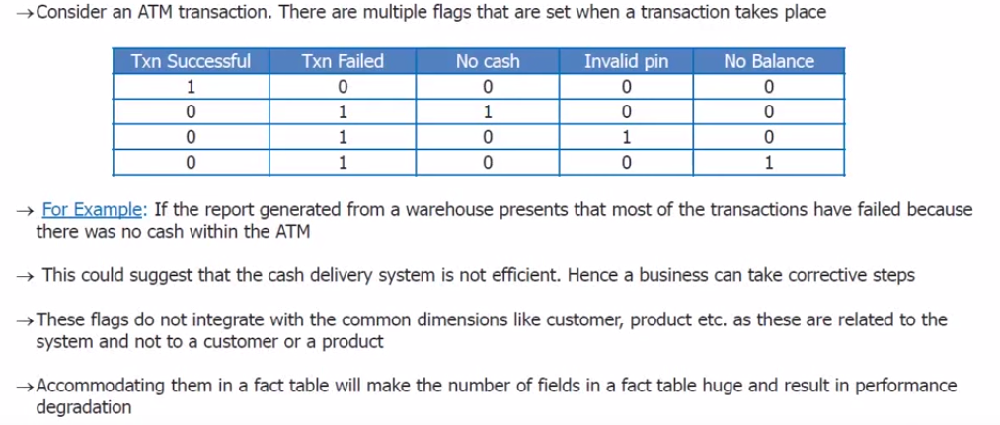 → Consider an ATM transaction. There are multiple flags that are set when a transaction takes place
Txn Successful Txn Failed No cash Invalid pin No Balance
1 0 0 0 0
0 1 1 0 0
0 1 0 1 0
0 1 0 0 1
→ For Example: If the report generated from a warehouse presents that most of the transactions have failed because
there was no cash within the ATM
→ This could suggest that the cash delivery system is not efficient. Hence a business can take corrective steps
→ These flags do not integrate with the common dimensions like customer, product etc. as these are related to the
system and not to a customer or a product
→ Accommodating them in a fact table will make the number of fields in a fact table huge and result in performance
degradation